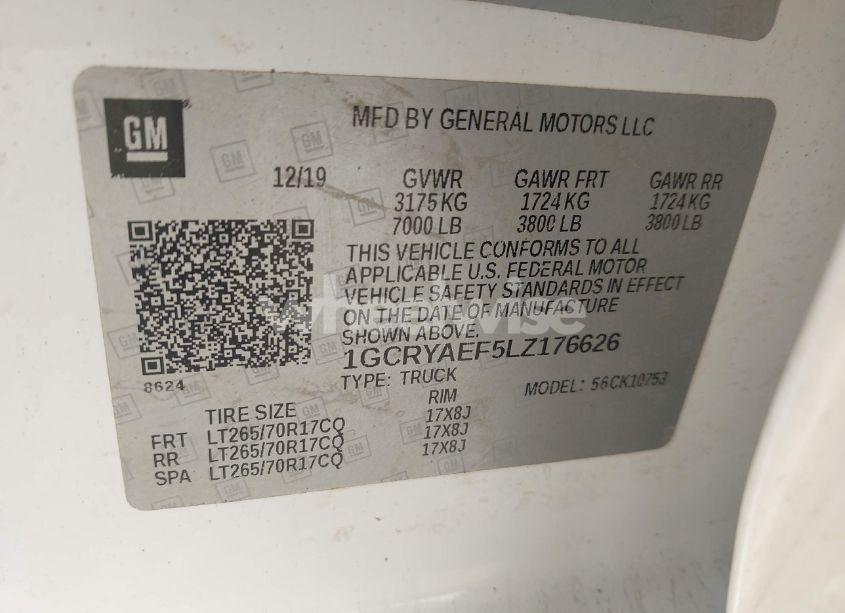 GM
MFD BY GENERAL MOTORS LLC
12/19 GVWR GAWR FRT GAWR RR
3175 KG 1724 KG 1724 KG
7000 LB 3800 LB 3800 LB
THIS VEHICLE CONFORMS TO ALL
APPLICABLE U.S. FEDERAL MOTOR
VEHICLE SAFETY STANDARDS IN EFFECT
ON THE DATE OF MANUFACTURE
SHOWN ABOVE.
1GCRYAEF5LZ176626
8624 TYPE: TRUCK MODEL: 56CK10753
TIRE SIZE RIM
FRT LT265/70R17CQ 17X8J
RR LT265/70R17CQ 17X8J
SPA LT265/70R17CQ 17X8J